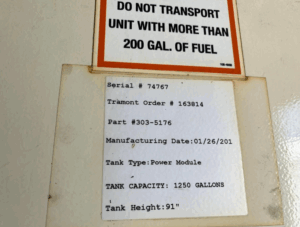 DO NOT TRANSPORT
UNIT WITH MORE THAN
200 GAL. OF FUEL
Serial # 74767
Tramont Order # 163814
Part #303-5176
Manufacturing Date:01/26/201
Tank Type:Power Module
TANK CAPACITY: 1250 GALLONS
Tank Height:91"